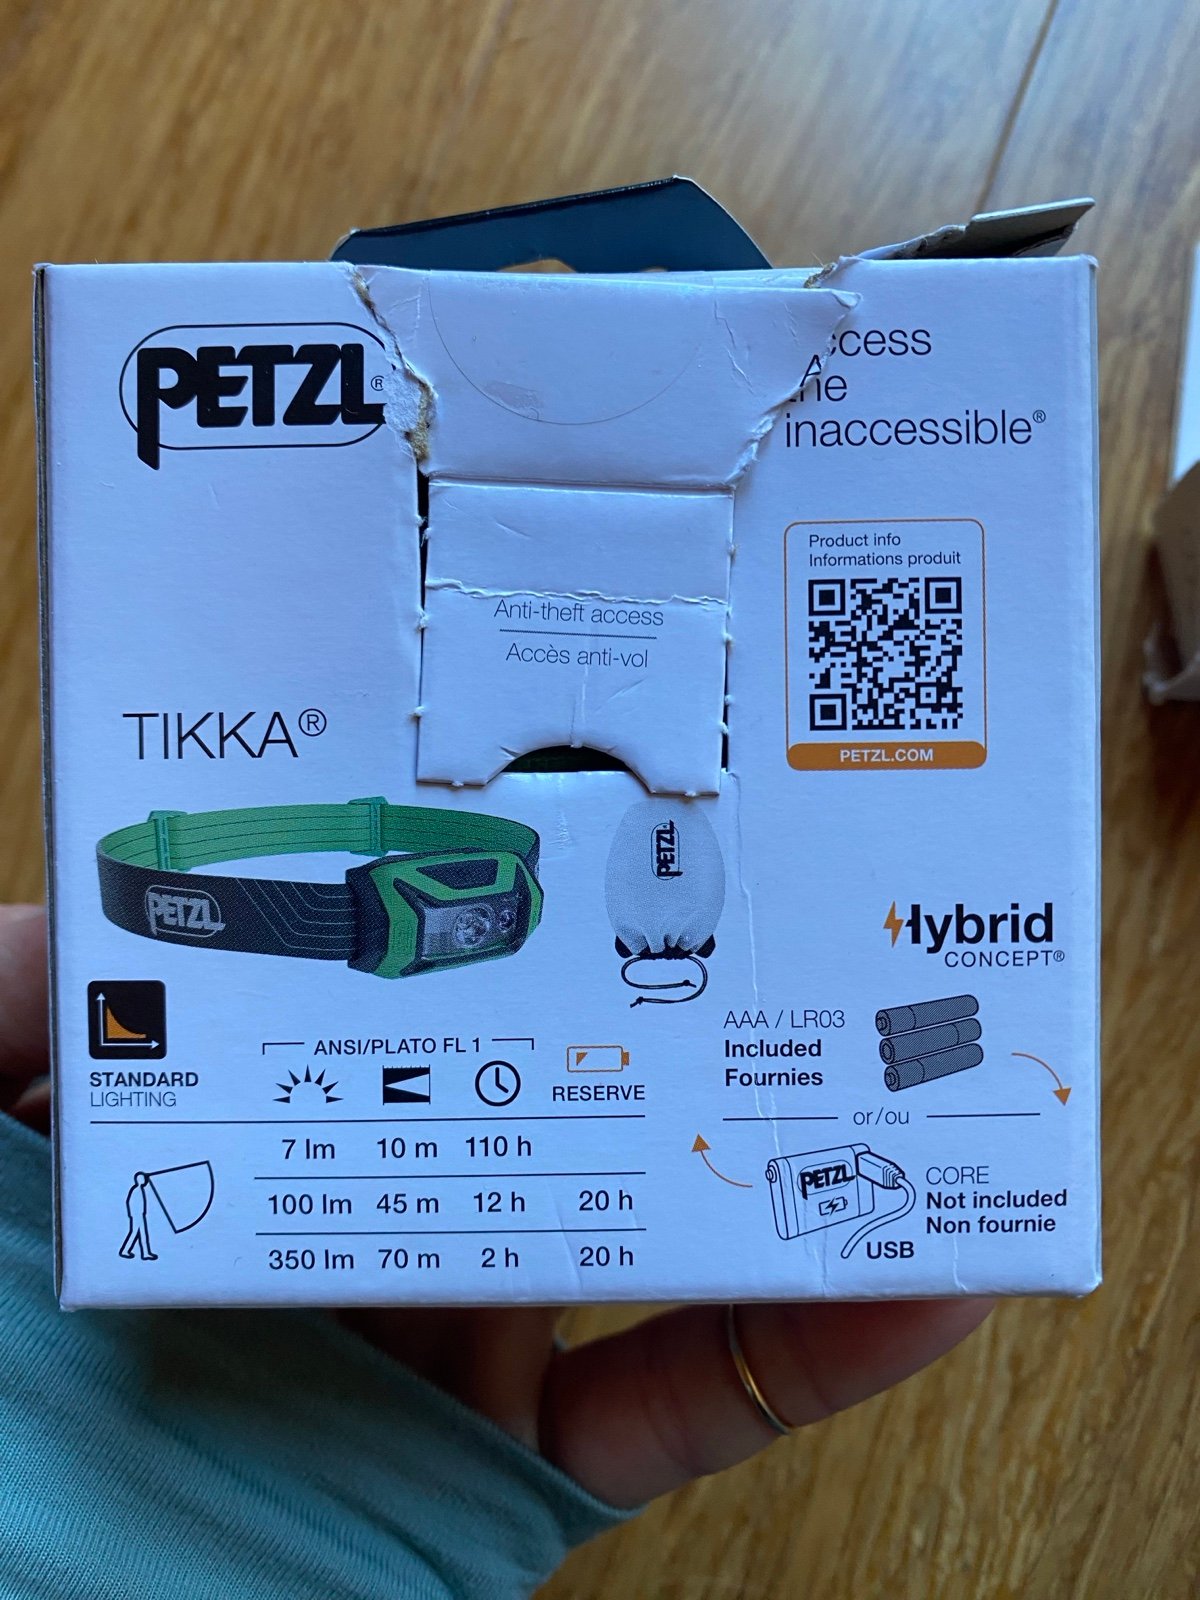 PETZL®
Access
the
inaccessible®
Product info
Informations produit
PETZL.COM
Anti-theft access
Accès anti-vol
TIKKA®
PETZL
PETZL
Hybrid
CONCEPT®
STANDARD
LIGHTING
ANSI/PLATO FL 1
RESERVE
7 lm 10 m 110 h
100 lm 45 m 12 h 20 h
350 lm 70 m 2 h 20 h
AAA / LR03
Included
Fournies
or/ou
PETZL
CORE
Not included
Non fournie
USB